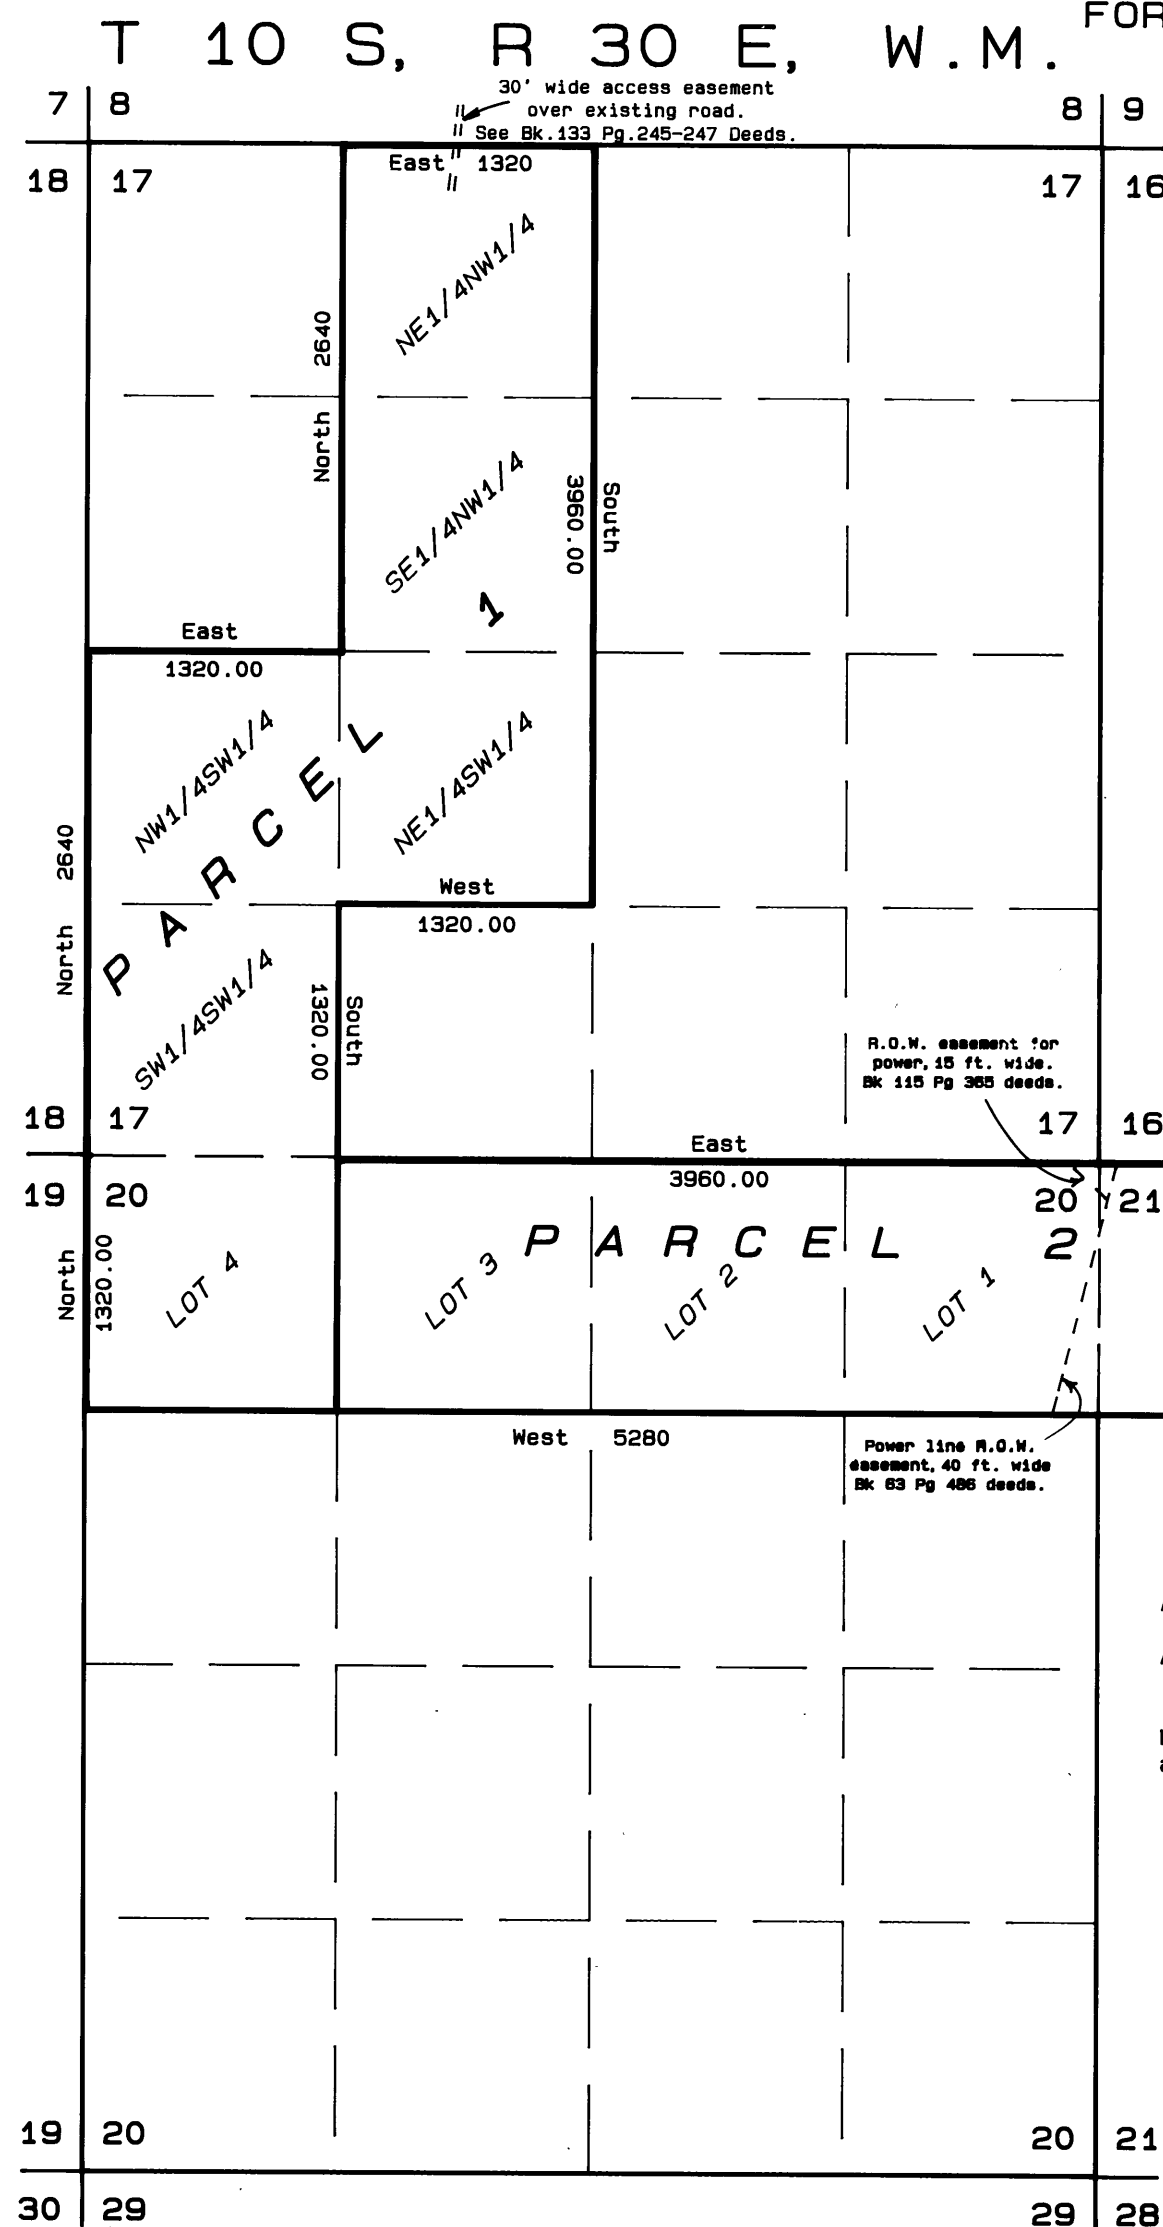 FOR
T 10 S, R 30 E, W.M.
30' wide access easement
over existing road.
See Bk.133 Pg.245-247 Deeds.
7 8
8 9
18 17
17 16
East 1320
NE1/4NW1/4
North 2640
SE1/4NW1/4
South
3960.00
1
East
1320.00
NW1/4SW1/4
NE1/4SW1/4
PARCEL
North 2640
West
1320.00
SW1/4SW1/4
South
1320.00
R.O.W. easement for
power, 15 ft. wide.
Bk 115 Pg 365 deeds.
18 17
17 16
East
3960.00
19 20
20 21
PARCEL 2
North
1320.00
LOT 4
LOT 3
LOT 2
LOT 1
West 5280
Power line R.O.W.
easement, 40 ft. wide
Bk 63 Pg 486 deeds.
19 20
20 21
30 29
29 28